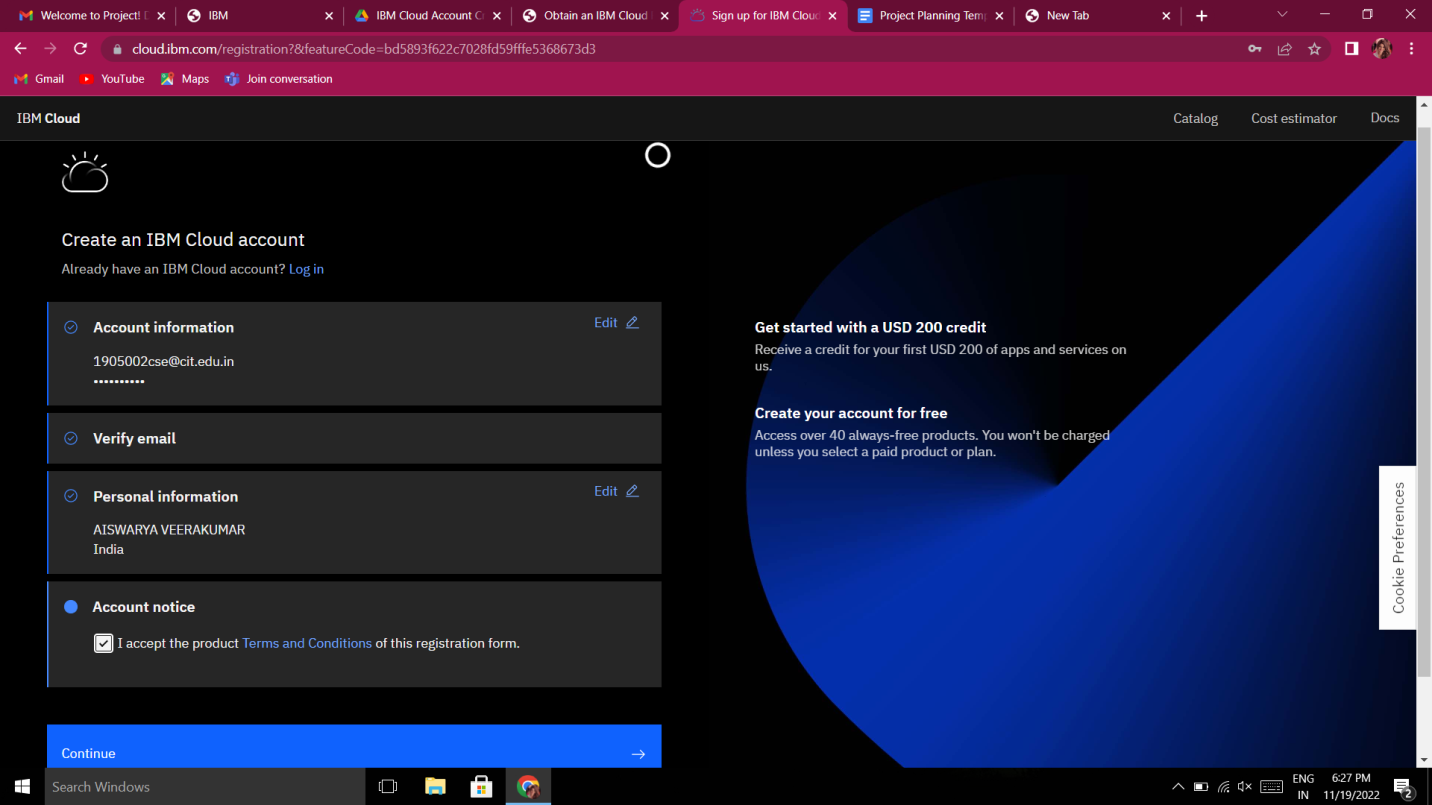 Welcome to Project! D
IBM
IBM Cloud Account Cr
Obtain an IBM Cloud
Sign up for IBM Cloud
Project Planning Temp
New Tab
cloud.ibm.com/registration?&featureCode=bd5893f622c7028fd59fffe5368673d3
Gmail
YouTube
Maps
Join conversation
IBM Cloud
Catalog
Cost estimator
Docs
Create an IBM Cloud account
Already have an IBM Cloud account? Log in
Account information
Edit
1905002cse@cit.edu.in
••••••••••
Verify email
Personal information
Edit
AISWARYA VEERAKUMAR
India
Account notice
I accept the product Terms and Conditions of this registration form.
Continue
Get started with a USD 200 credit
Receive a credit for your first USD 200 of apps and services on
us.
Create your account for free
Access over 40 always-free products. You won't be charged
unless you select a paid product or plan.
Cookie Preferences
Search Windows
ENG
IN
6:27 PM
11/19/2022
2